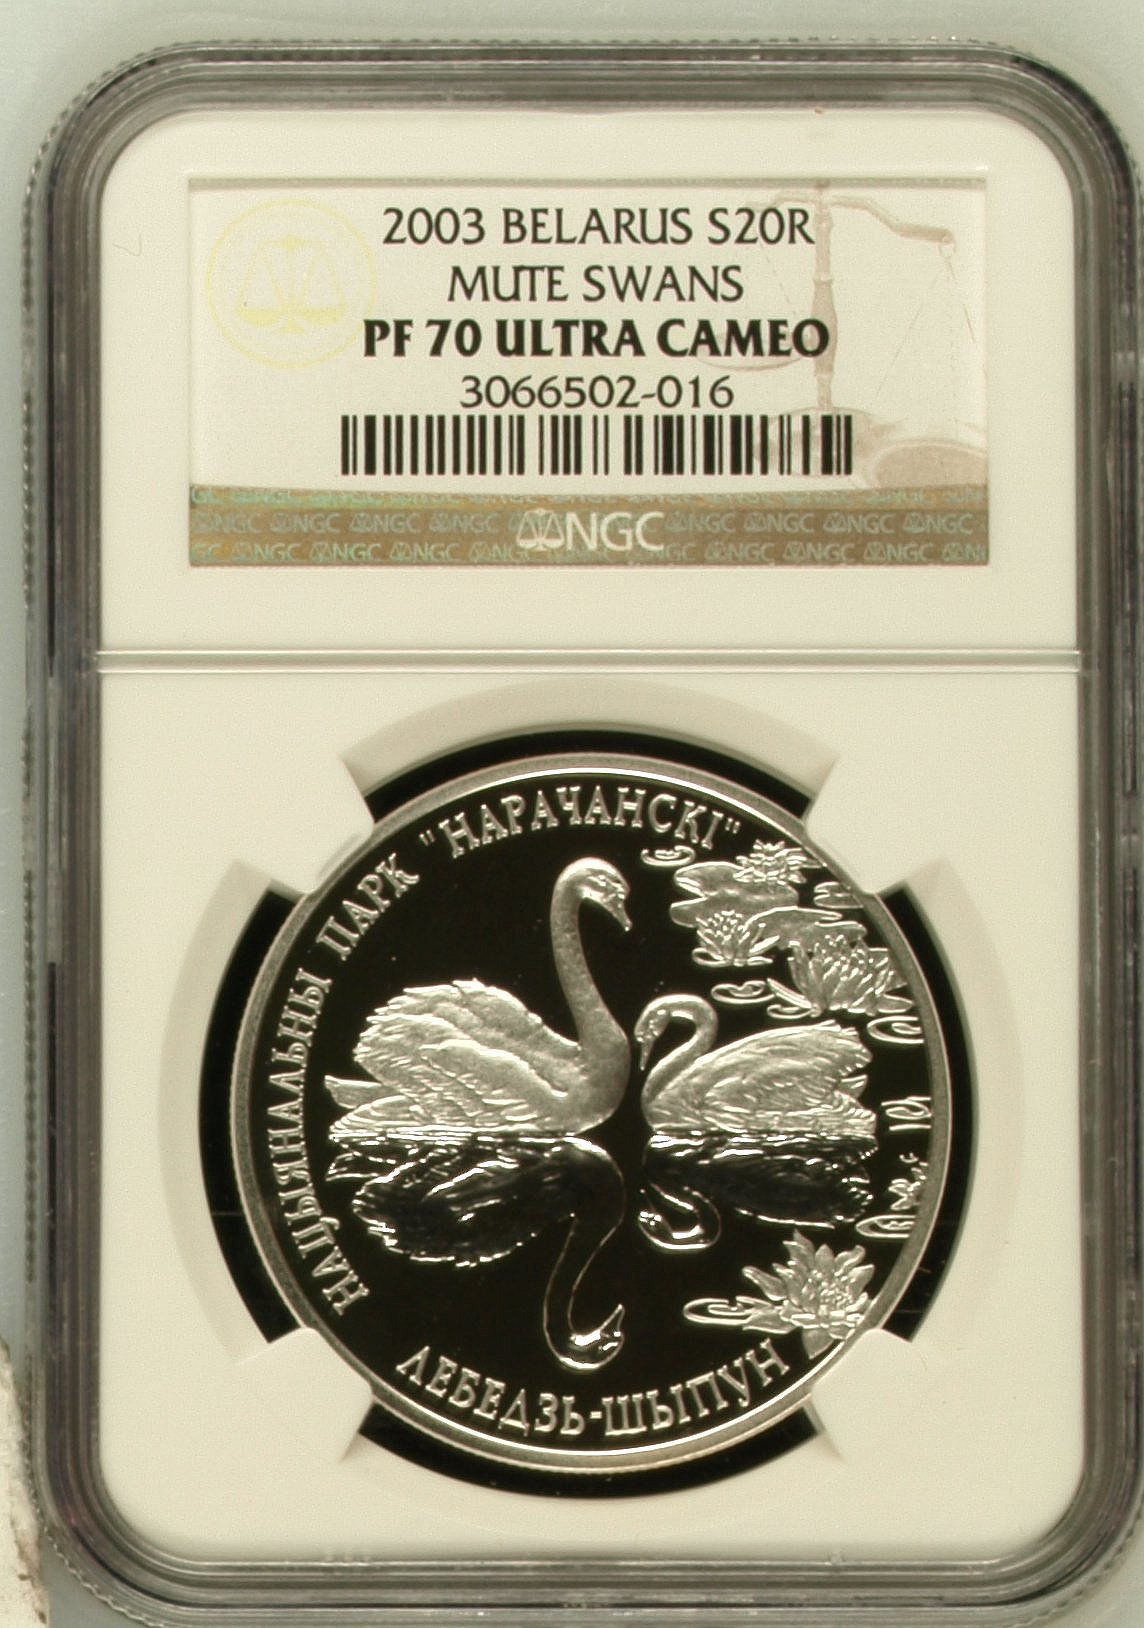 2003 BELARUS S20R
MUTE SWANS
PF 70 ULTRA CAMEO
3066502-016
NGC
НАЦЫЯНАЛЬНЫ ПАРК "НАРАЧАНСКІ"
ЛЕБЕДЗЬ-ШЫПУН